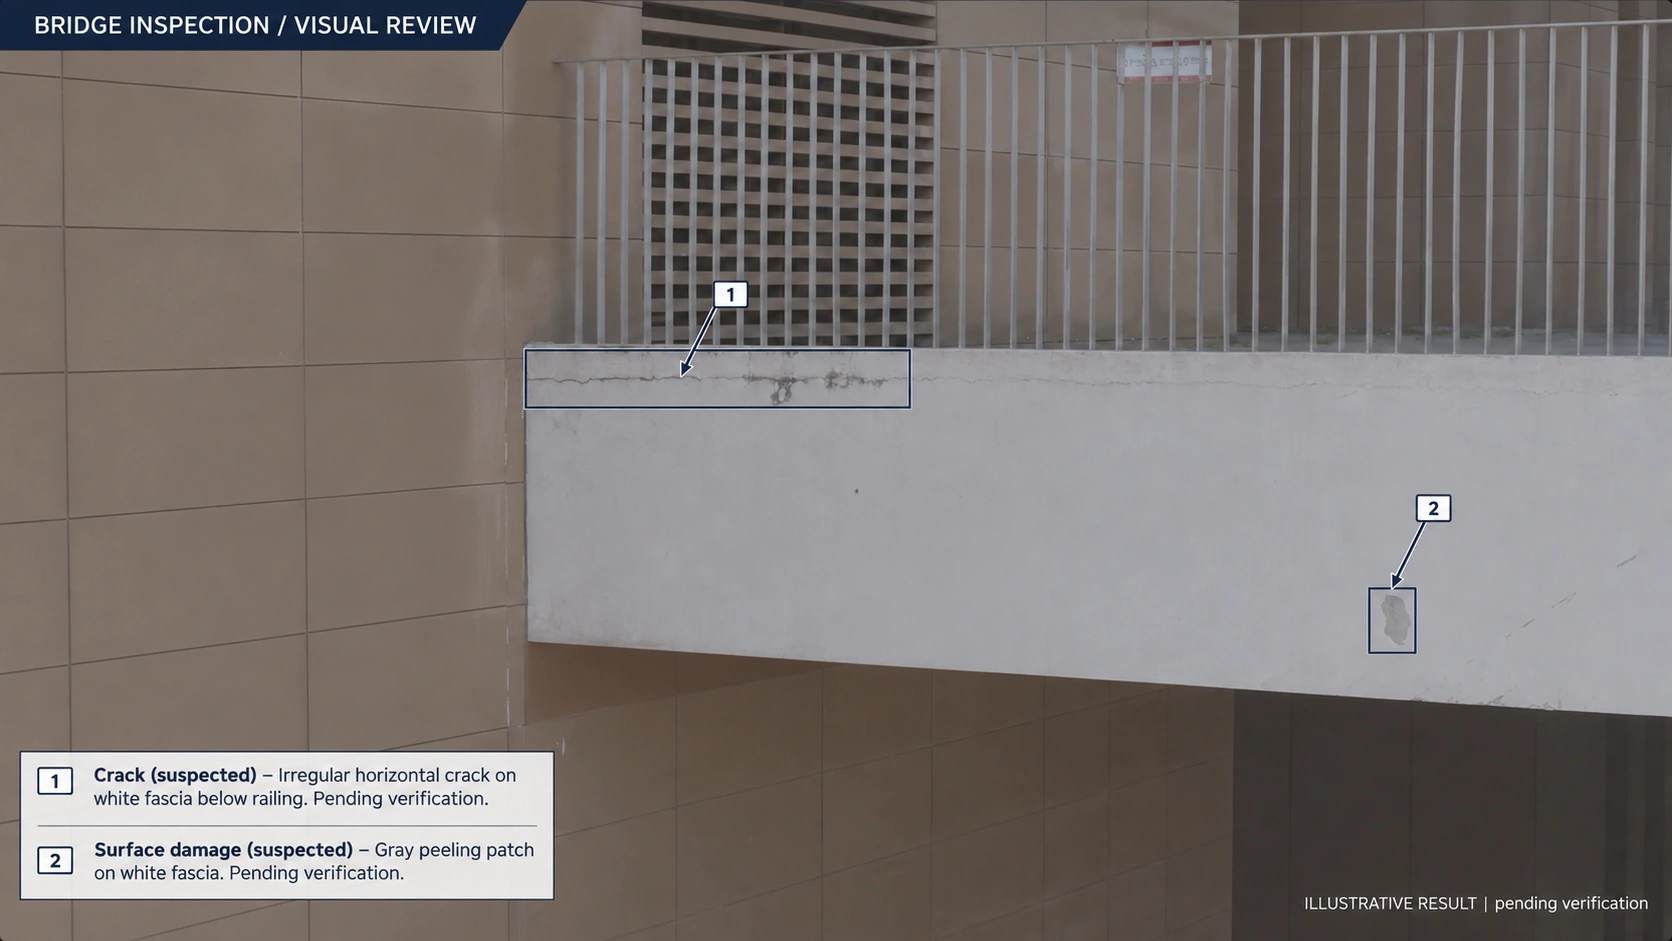 BRIDGE INSPECTION / VISUAL REVIEW
1
2
1
Crack (suspected) – Irregular horizontal crack on
white fascia below railing. Pending verification.
2
Surface damage (suspected) – Gray peeling patch
on white fascia. Pending verification.
ILLUSTRATIVE RESULT | pending verification